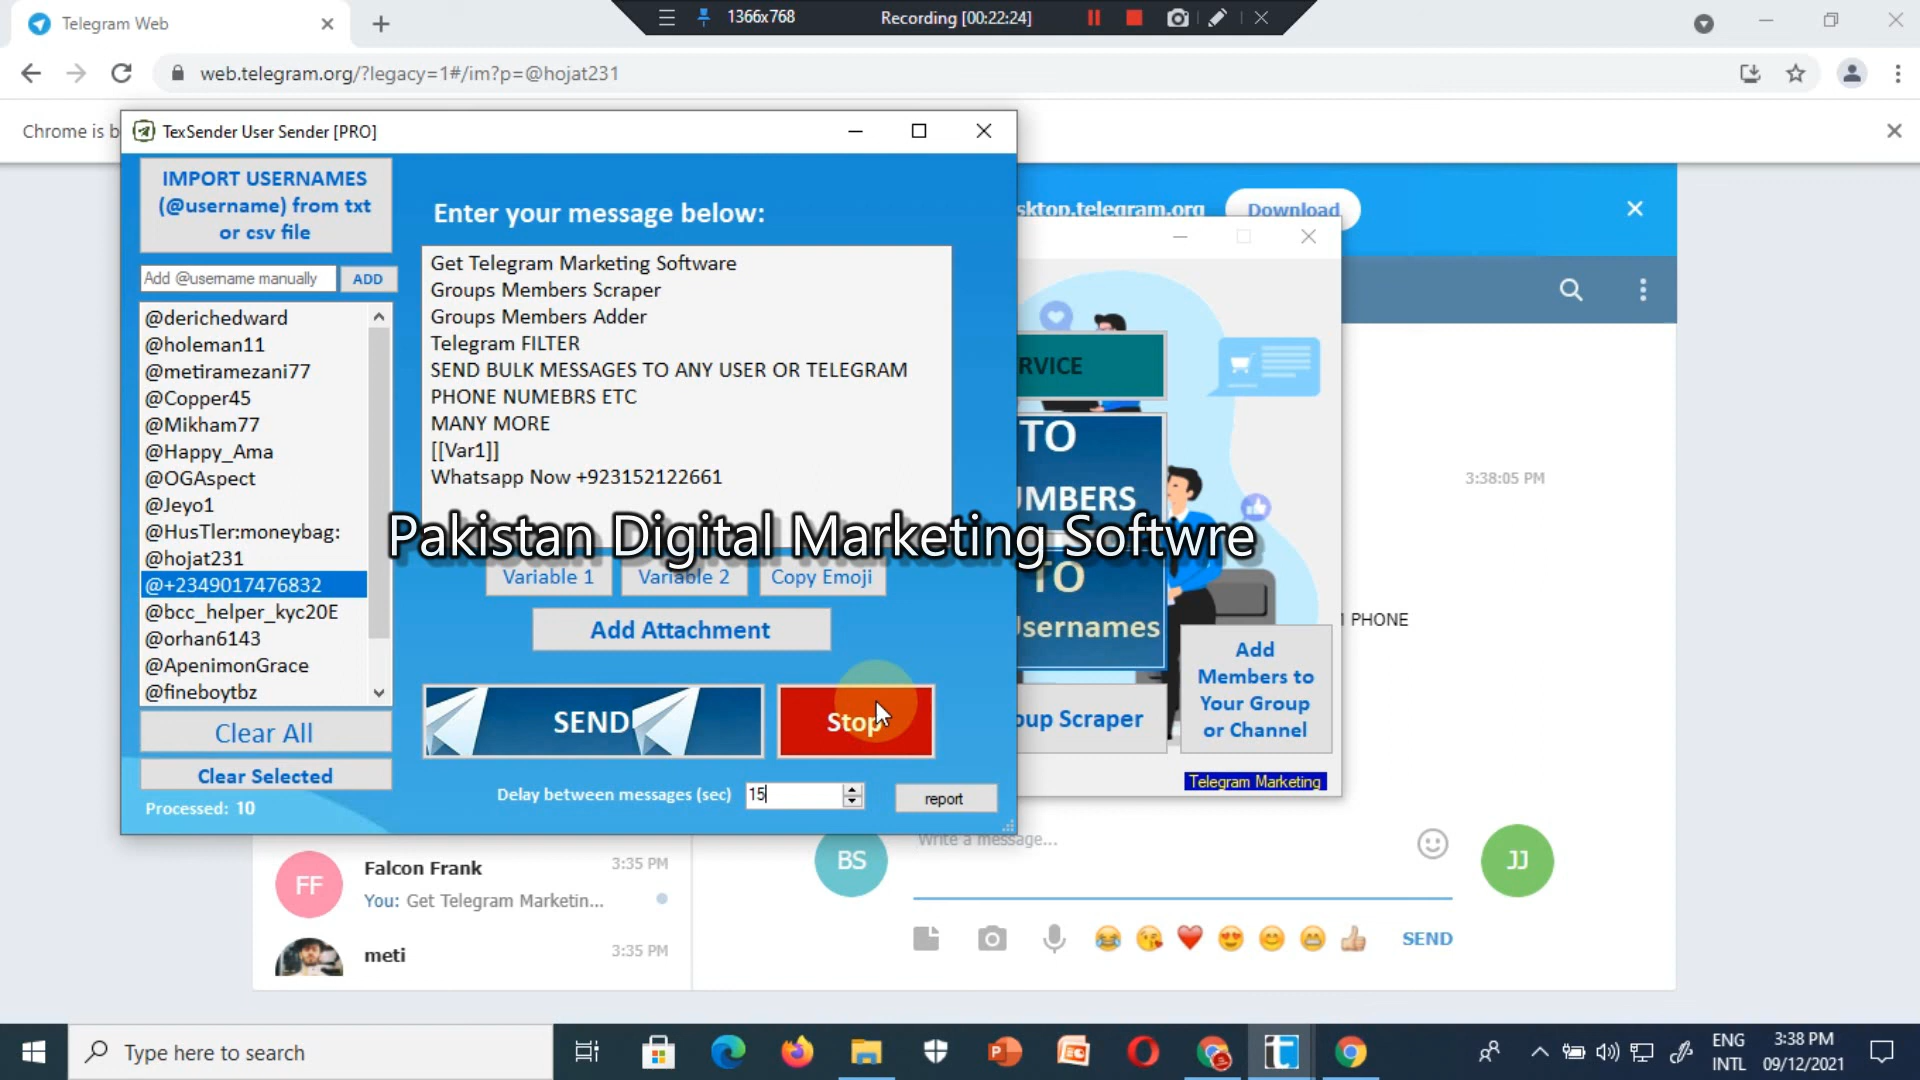 Telegram Web
1366x768
Recording [00:22:24]
web.telegram.org/?legacy=1#/im?p=@hojat231
Chrome is b
TexSender User Sender [PRO]
IMPORT USERNAMES
(@username) from txt
or csv file
Add @username manually
ADD
@derichedward
@holeman11
@metiramezani77
@Copper45
@Mikham77
@Happy_Ama
@OGAspect
@Jeyo1
@HusTler:moneybag:
@hojat231
@+2349017476832
@bcc_helper_kyc20E
@orhan6143
@ApenimonGrace
@fineboytbz
Clear All
Clear Selected
Processed: 10
Enter your message below:
Get Telegram Marketing Software
Groups Members Scraper
Groups Members Adder
Telegram FILTER
SEND BULK MESSAGES TO ANY USER OR TELEGRAM
PHONE NUMEBRS ETC
MANY MORE
[[Var1]]
Whatsapp Now +923152122661
Pakistan Digital Marketing Softwre
Variable 1
Variable 2
Copy Emoji
Add Attachment
SEND
Stop
Delay between messages (sec)
15
report
sktop.telegram.org
Download
RVICE
TO
UMBERS
TO
Usernames
oup Scraper
Add
Members to
Your Group
or Channel
Telegram Marketing
3:38:05 PM
PHONE
FF
Falcon Frank
3:35 PM
You: Get Telegram Marketin...
meti
3:35 PM
BS
Write a message...
JJ
SEND
Type here to search
ENG
INTL
3:38 PM
09/12/2021